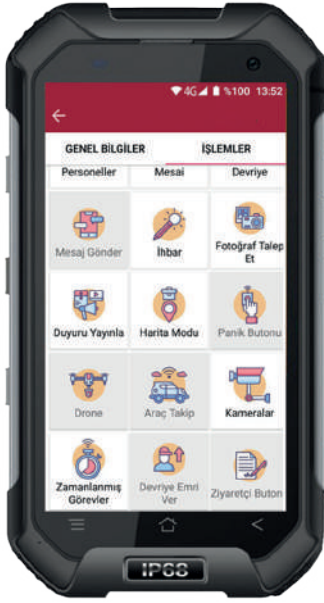 4G %100 13:52
GENEL BİLGİLER İŞLEMLER
Personeller Mesai Devriye
Mesaj Gönder İhbar Fotoğraf Talep
Et
Duyuru Yayınla Harita Modu Panik Butonu
Drone Araç Takip Kameralar
Zamanlanmış Devriye Emri Ziyaretçi Buton
Görevler Ver
IP68